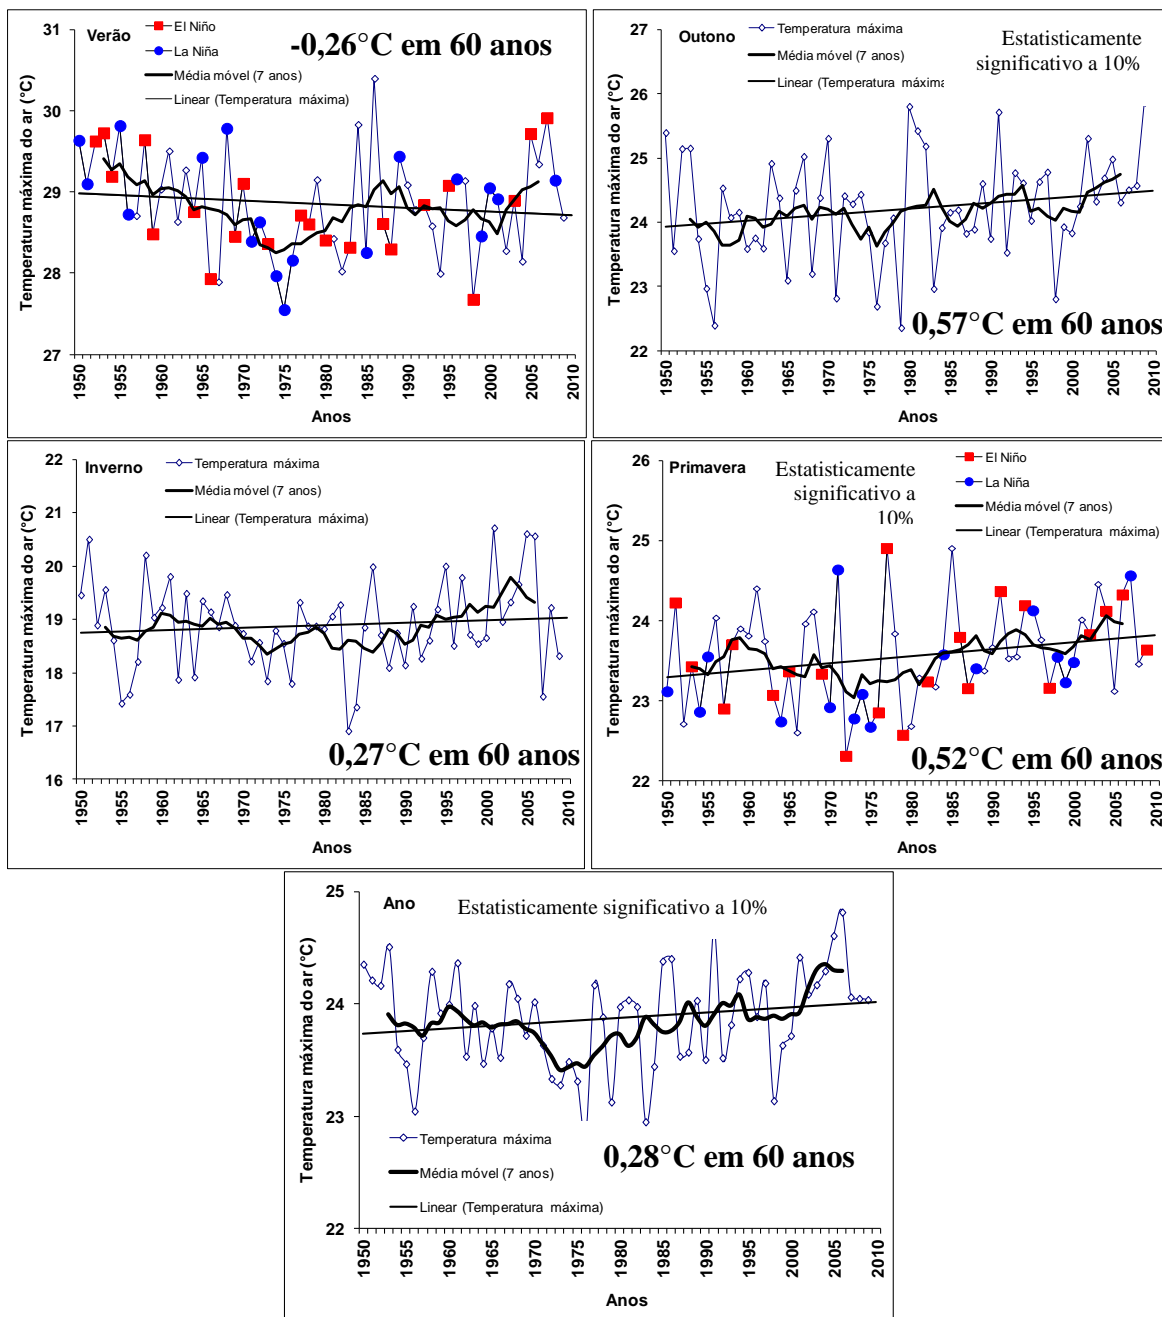 Verão
El Niño
La Niña
Média móvel (7 anos)
Linear (Temperatura máxima)
-0,26°C em 60 anos
Temperatura máxima do ar (°C)
31
30
29
28
27
1950 1955 1960 1965 1970 1975 1980 1985 1990 1995 2000 2005 2010
Anos
Outono
Temperatura máxima
Média móvel (7 anos)
Linear (Temperatura máxima
Estatisticamente
significativo a 10%
0,57°C em 60 anos
Temperatura máxima do ar (°C)
27
26
25
24
23
22
1950 1955 1960 1965 1970 1975 1980 1985 1990 1995 2000 2005 2010
Anos
Inverno
Temperatura máxima
Média móvel (7 anos)
Linear (Temperatura máxima)
0,27°C em 60 anos
Temperatura máxima do ar (°C)
22
21
20
19
18
17
16
1950 1955 1960 1965 1970 1975 1980 1985 1990 1995 2000 2005 2010
Anos
Primavera
Estatisticamente
significativo a
10%
El Niño
La Niña
Média móvel (7 anos)
Linear (Temperatura máxima)
0,52°C em 60 anos
Temperatura máxima do ar (°C)
26
25
24
23
22
1950 1955 1960 1965 1970 1975 1980 1985 1990 1995 2000 2005 2010
Anos
Ano
Estatisticamente significativo a 10%
Temperatura máxima
Média móvel (7 anos)
Linear (Temperatura máxima)
0,28°C em 60 anos
Temperatura máxima do ar (°C)
25
24
23
22
1950 1955 1960 1965 1970 1975 1980 1985 1990 1995 2000 2005 2010
Anos